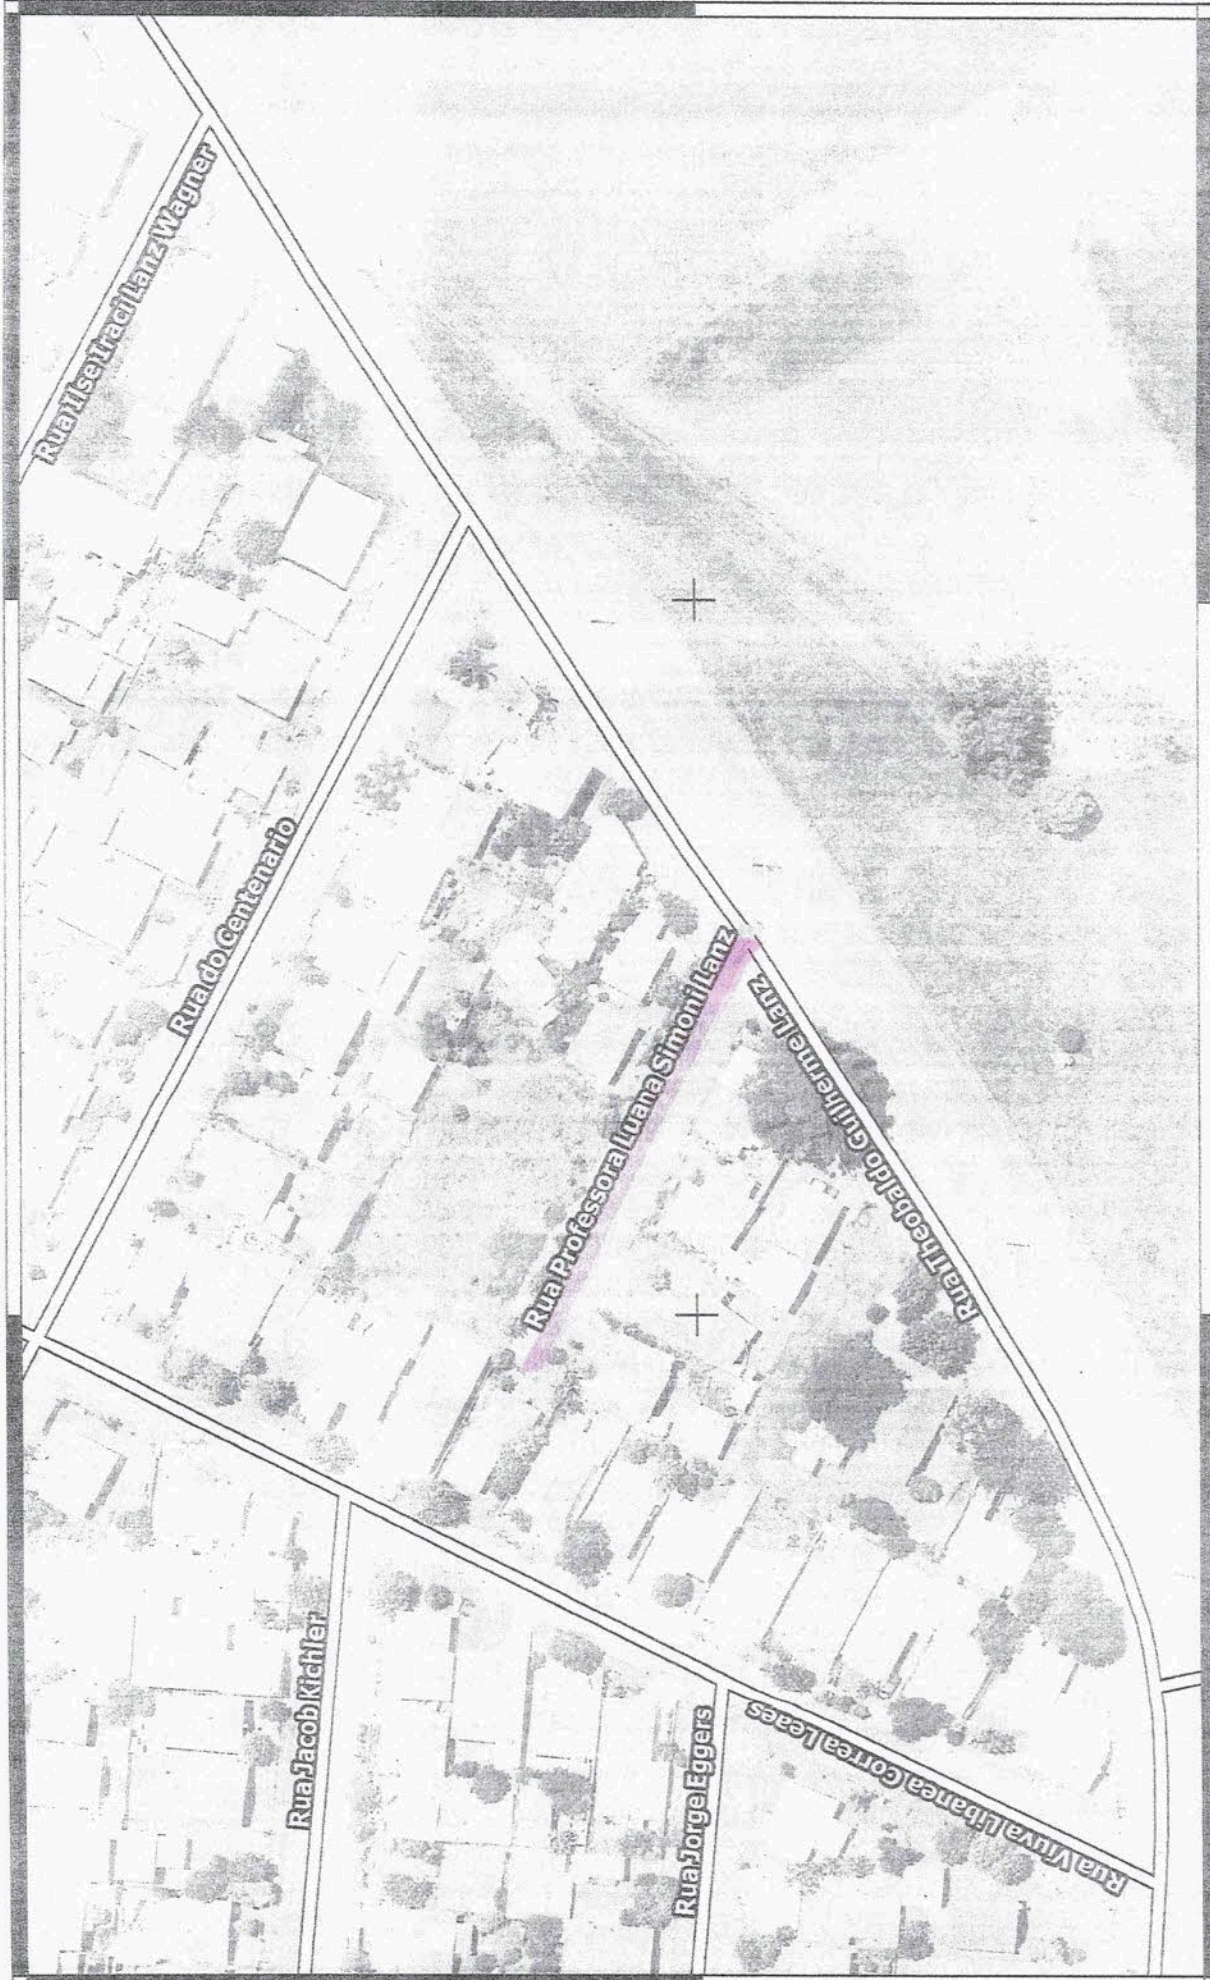 Rua Ilse Iraci Lanz Wagner
Rua do Centenario
Rua Professora Luana Simoni Lanz
Rua Theobaldo Guilherme Lanz
Rua Jacob Kichler
Rua Jorge Eggers
Rua Viuva Libanea Correa Leaes